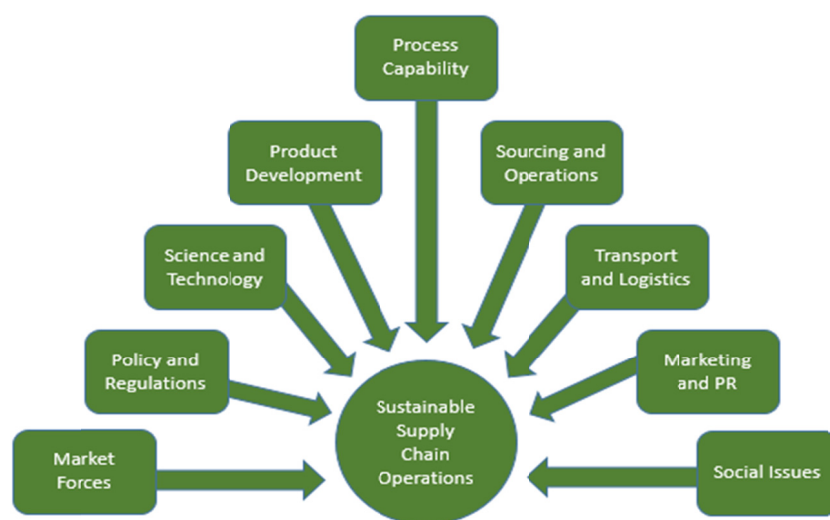 Process
Capability
Product
Development
Sourcing and
Operations
Science and
Technology
Transport
and Logistics
Policy and
Regulations
Marketing
and PR
Sustainable
Supply
Chain
Operations
Market
Forces
Social Issues